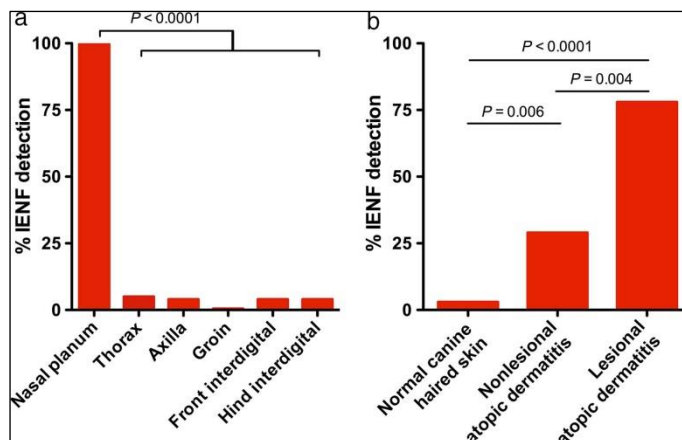 a
P < 0.0001
% IENF detection
100
75
50
25
0
Nasal planum
Thorax
Axilla
Groin
Front interdigital
Hind interdigital
b
P < 0.0001
P = 0.004
P = 0.006
% IENF detection
100
75
50
25
0
Normal canine
haired skin
Nonlesional
atopic dermatitis
Lesional
atopic dermatitis